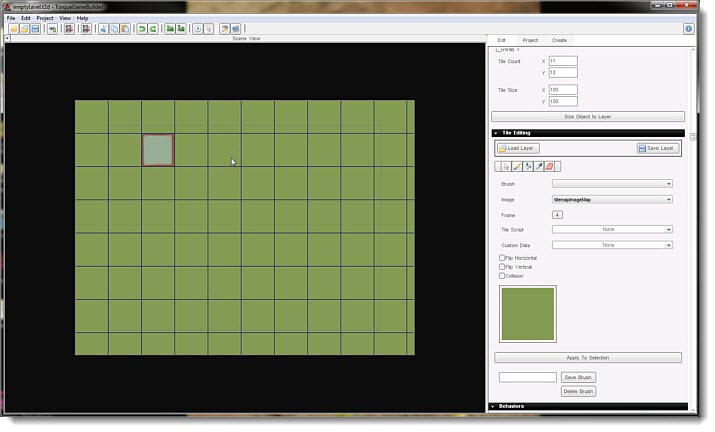 emptyLevel.t2d - TorqueGameBuilder
File Edit Project View Help
Scene View
Edit Project Create
Wrap Y
Tile Count X 11
Y 10
Tile Size X 100
Y 100
Size Object to Layer
Tile Editing
Load Layer Save Layer
Brush
Image tilemapImageMap
Frame 4
Tile Script None
Custom Data None
Flip Horizontal
Flip Vertical
Collision
Apply To Selection
Save Brush
Delete Brush
Behaviors